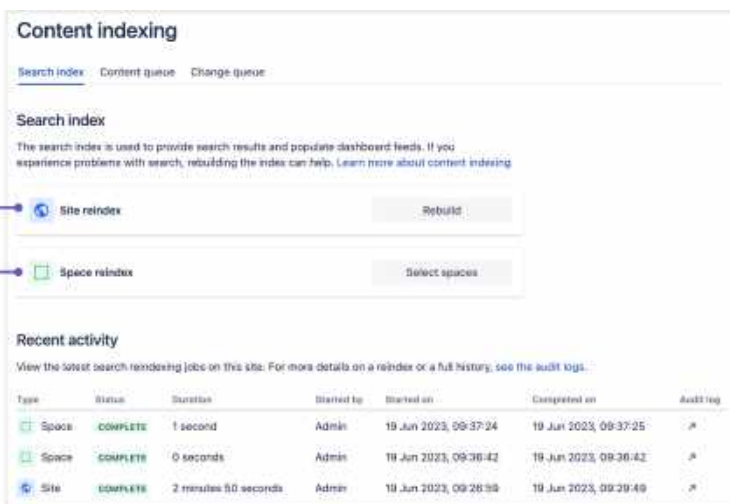 Content indexing
Search index Content queue Change queue
Search index
The search index is used to provide search results and populate dashboard feeds. If you
experience problems with search, rebuilding the index can help. Learn more about content indexing
Site reindex Rebuild
Space reindex Select spaces
Recent activity
View the latest search reindexing jobs on this site. For more details on a reindex or a full history, see the audit logs.
Type Status Duration Started by Started on Completed on Audit log
Space COMPLETE 1 second Admin 19 Jun 2023, 09:37:24 19 Jun 2023, 09:37:25
Space COMPLETE 0 seconds Admin 19 Jun 2023, 09:36:42 19 Jun 2023, 09:36:42
Site COMPLETE 2 minutes 50 seconds Admin 19 Jun 2023, 09:26:59 19 Jun 2023, 09:29:49